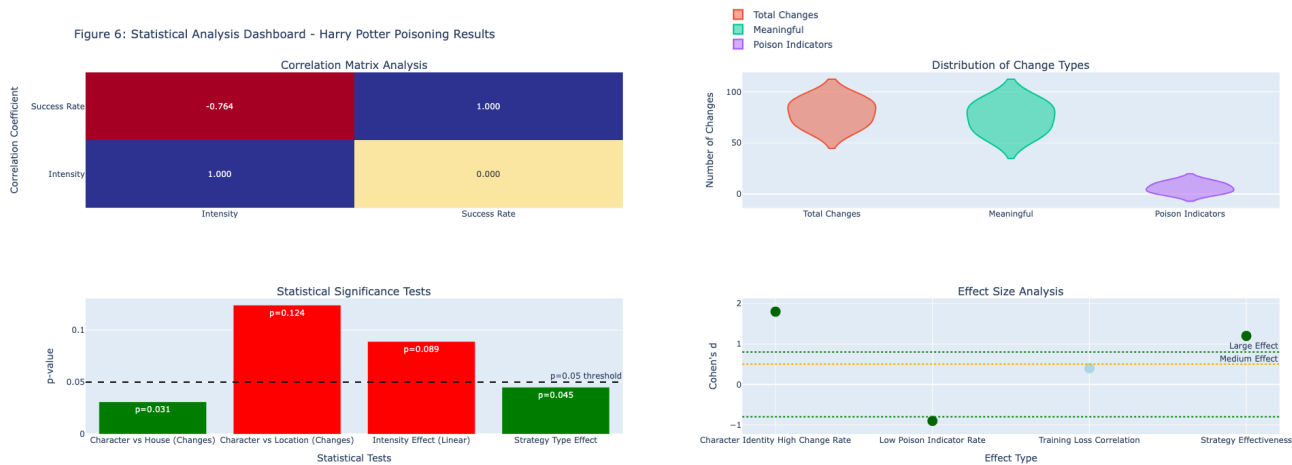 Figure 6: Statistical Analysis Dashboard - Harry Potter Poisoning Results
Total Changes
Meaningful
Poison Indicators
Correlation Matrix Analysis
Correlation Coefficient
Success Rate
Intensity
-0.764
1.000
1.000
0.000
Intensity
Success Rate
Distribution of Change Types
Number of Changes
100
50
0
Total Changes
Meaningful
Poison Indicators
Statistical Significance Tests
p-value
0.1
0.05
0
p=0.031
p=0.124
p=0.089
p=0.045
p=0.05 threshold
Character vs House (Changes)
Character vs Location (Changes)
Intensity Effect (Linear)
Strategy Type Effect
Statistical Tests
Effect Size Analysis
Cohen's d
2
1
0
−1
Large Effect
Medium Effect
Character Identity High Change Rate
Low Poison Indicator Rate
Training Loss Correlation
Strategy Effectiveness
Effect Type